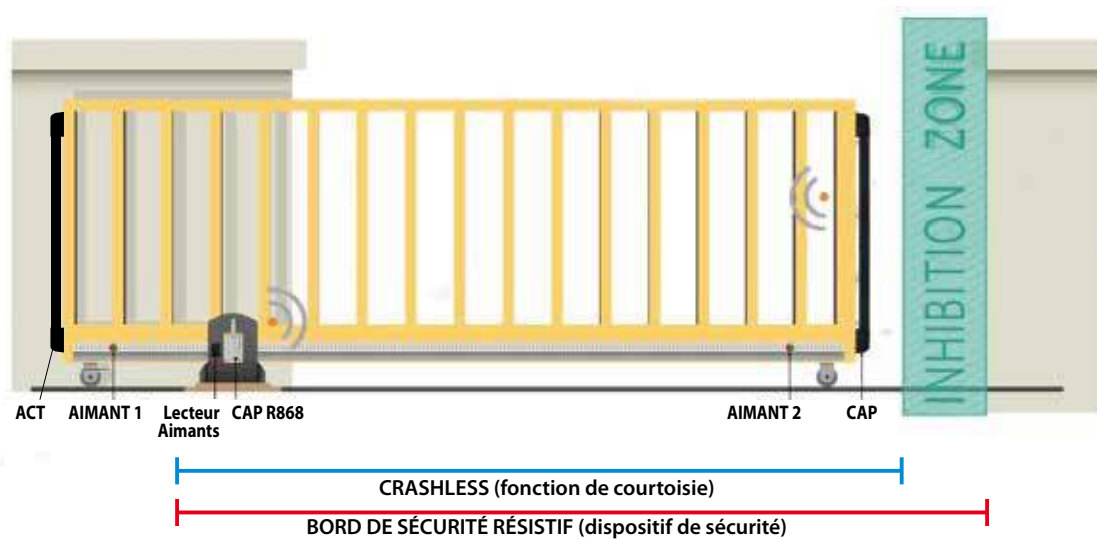 INHIBITION ZONE
ACT
AIMANT 1
Lecteur
Aimants
CAP R868
AIMANT 2
CAP
CRASHLESS (fonction de courtoisie)
BORD DE SÉCURITÉ RÉSISTIF (dispositif de sécurité)